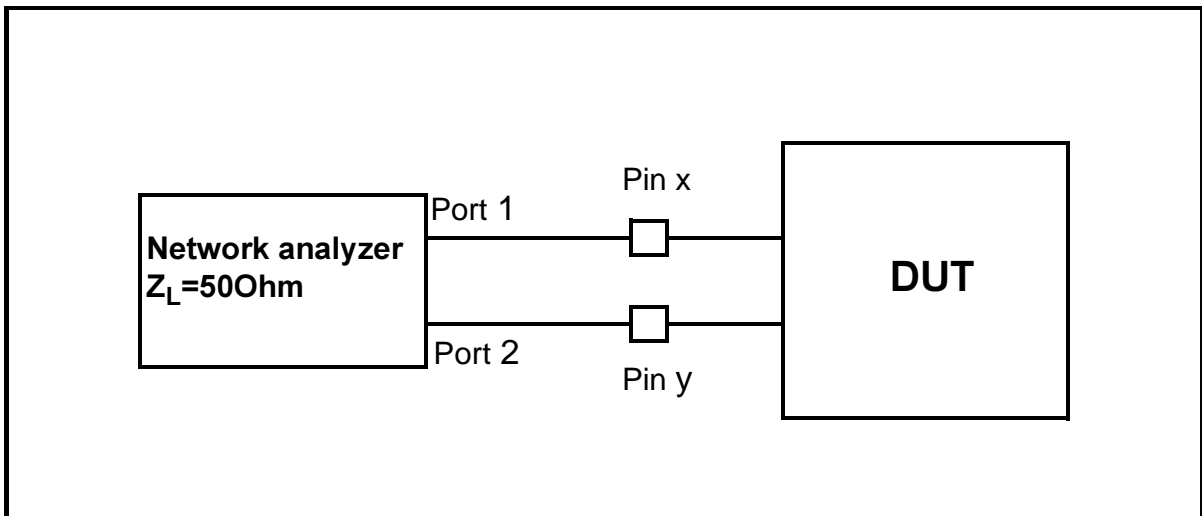 Pin x
Port 1
Network analyzer
Z_L=50Ohm
DUT
Port 2
Pin y